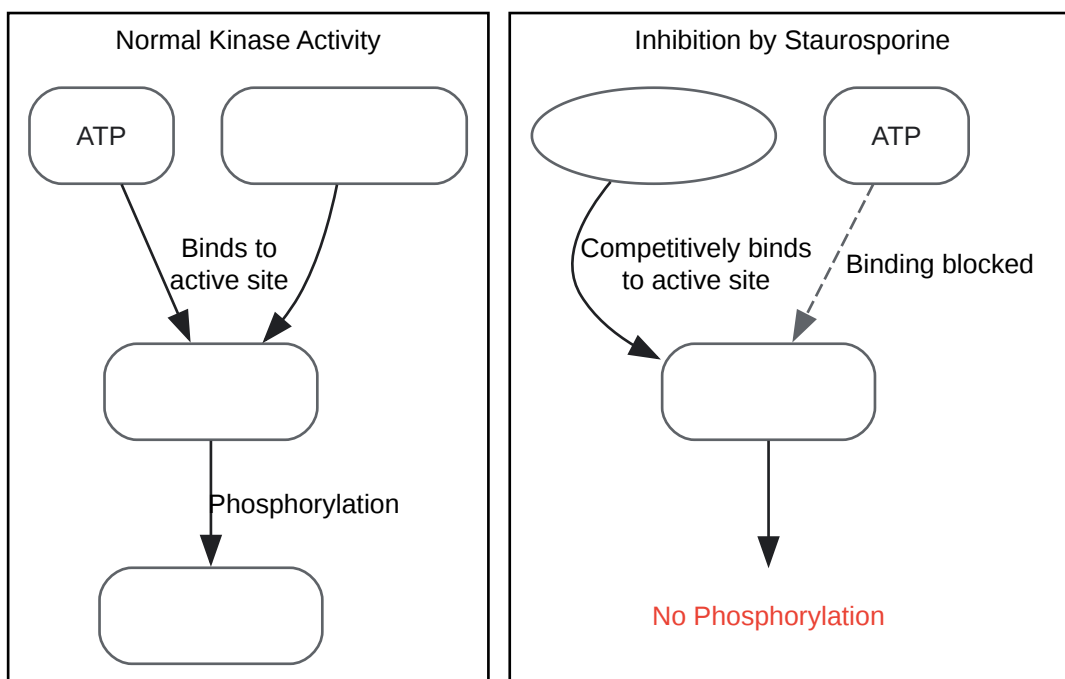 Normal Kinase Activity
ATP
Binds to
active site
Phosphorylation
Inhibition by Staurosporine
ATP
Competitively binds
to active site
Binding blocked
No Phosphorylation